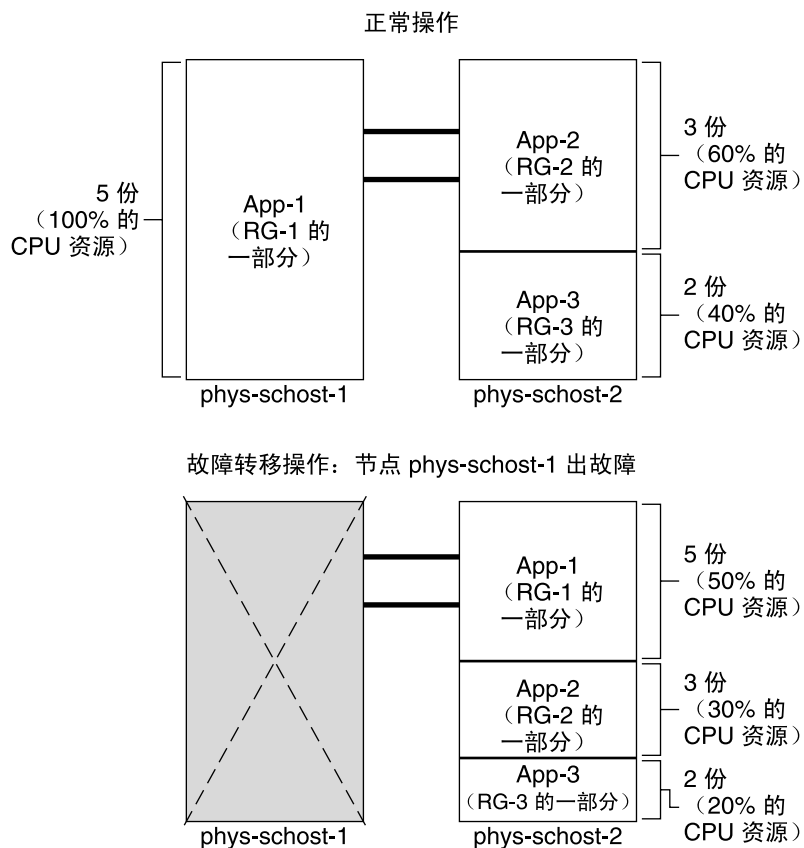 正常操作
5 份
（100% 的
CPU 资源）
App-1
（RG-1 的
一部分）
phys-schost-1
App-2
（RG-2 的
一部分）
3 份
（60% 的
CPU 资源）
App-3
（RG-3 的
一部分）
2 份
（40% 的
CPU 资源）
phys-schost-2
故障转移操作：节点 phys-schost-1 出故障
phys-schost-1
App-1
（RG-1 的
一部分）
5 份
（50% 的
CPU 资源）
App-2
（RG-2 的
一部分）
3 份
（30% 的
CPU 资源）
App-3
（RG-3 的一部分）
2 份
（20% 的
CPU 资源）
phys-schost-2